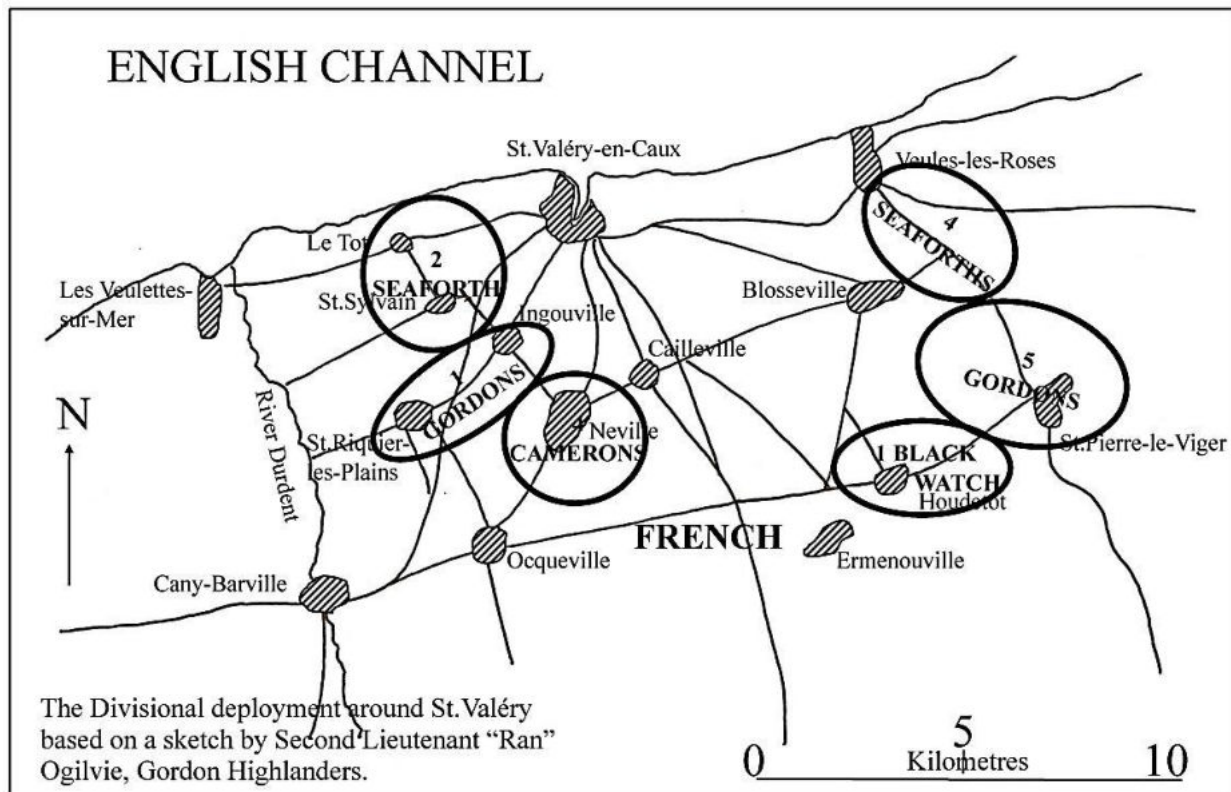 ENGLISH CHANNEL
St.Valéry-en-Caux
Veules-les-Roses
Le Tot
2
SEAFORTH
4
SEAFORTHS
Les Veulettes-
sur-Mer
St.Sylvain
Ingouville
Blosseville
Cailleville
1
GORDONS
5
GORDONS
N
River Durdent
St.Riquier-
les-Plains
4
Neville
CAMERONS
1 BLACK
WATCH
Houdetot
St.Pierre-le-Viger
FRENCH
Ocqueville
Ermenouville
Cany-Barville
The Divisional deployment around St.Valéry
based on a sketch by Second Lieutenant “Ran”
Ogilvie, Gordon Highlanders.
0 5 10
Kilometres